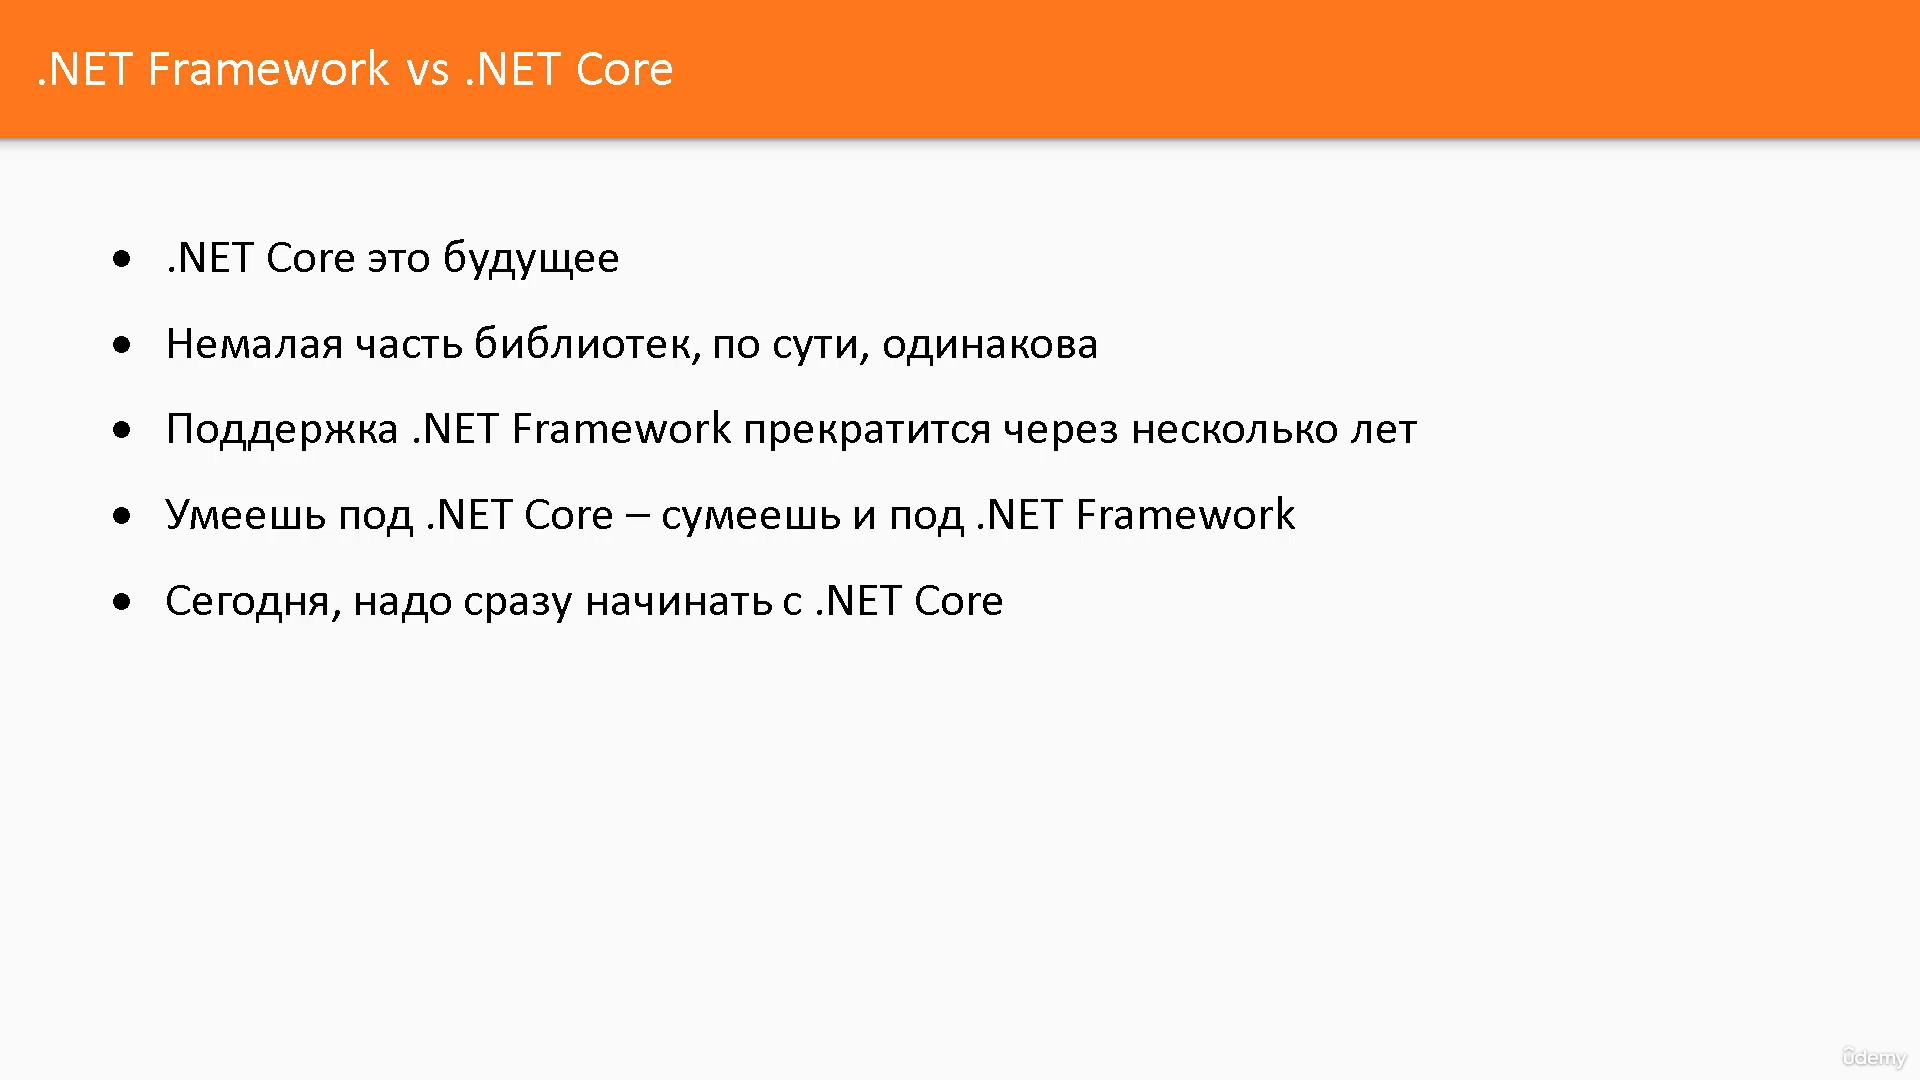 .NET Framework vs .NET Core
● .NET Core это будущее
● Немалая часть библиотек, по сути, одинакова
● Поддержка .NET Framework прекратится через несколько лет
● Умеешь под .NET Core – сумеешь и под .NET Framework
● Сегодня, надо сразу начинать с .NET Core
ûdemy